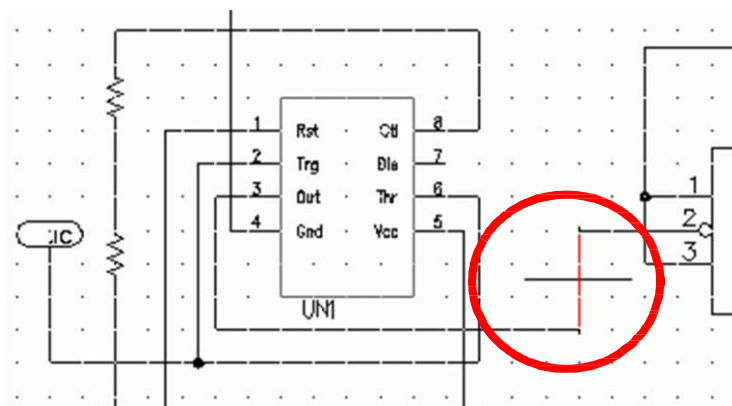 1 Rst Ctl 8
2 Trg Dis 7
3 Out Thr 6
4 Gnd Vcc 5
1
2
3
.IC
UN1